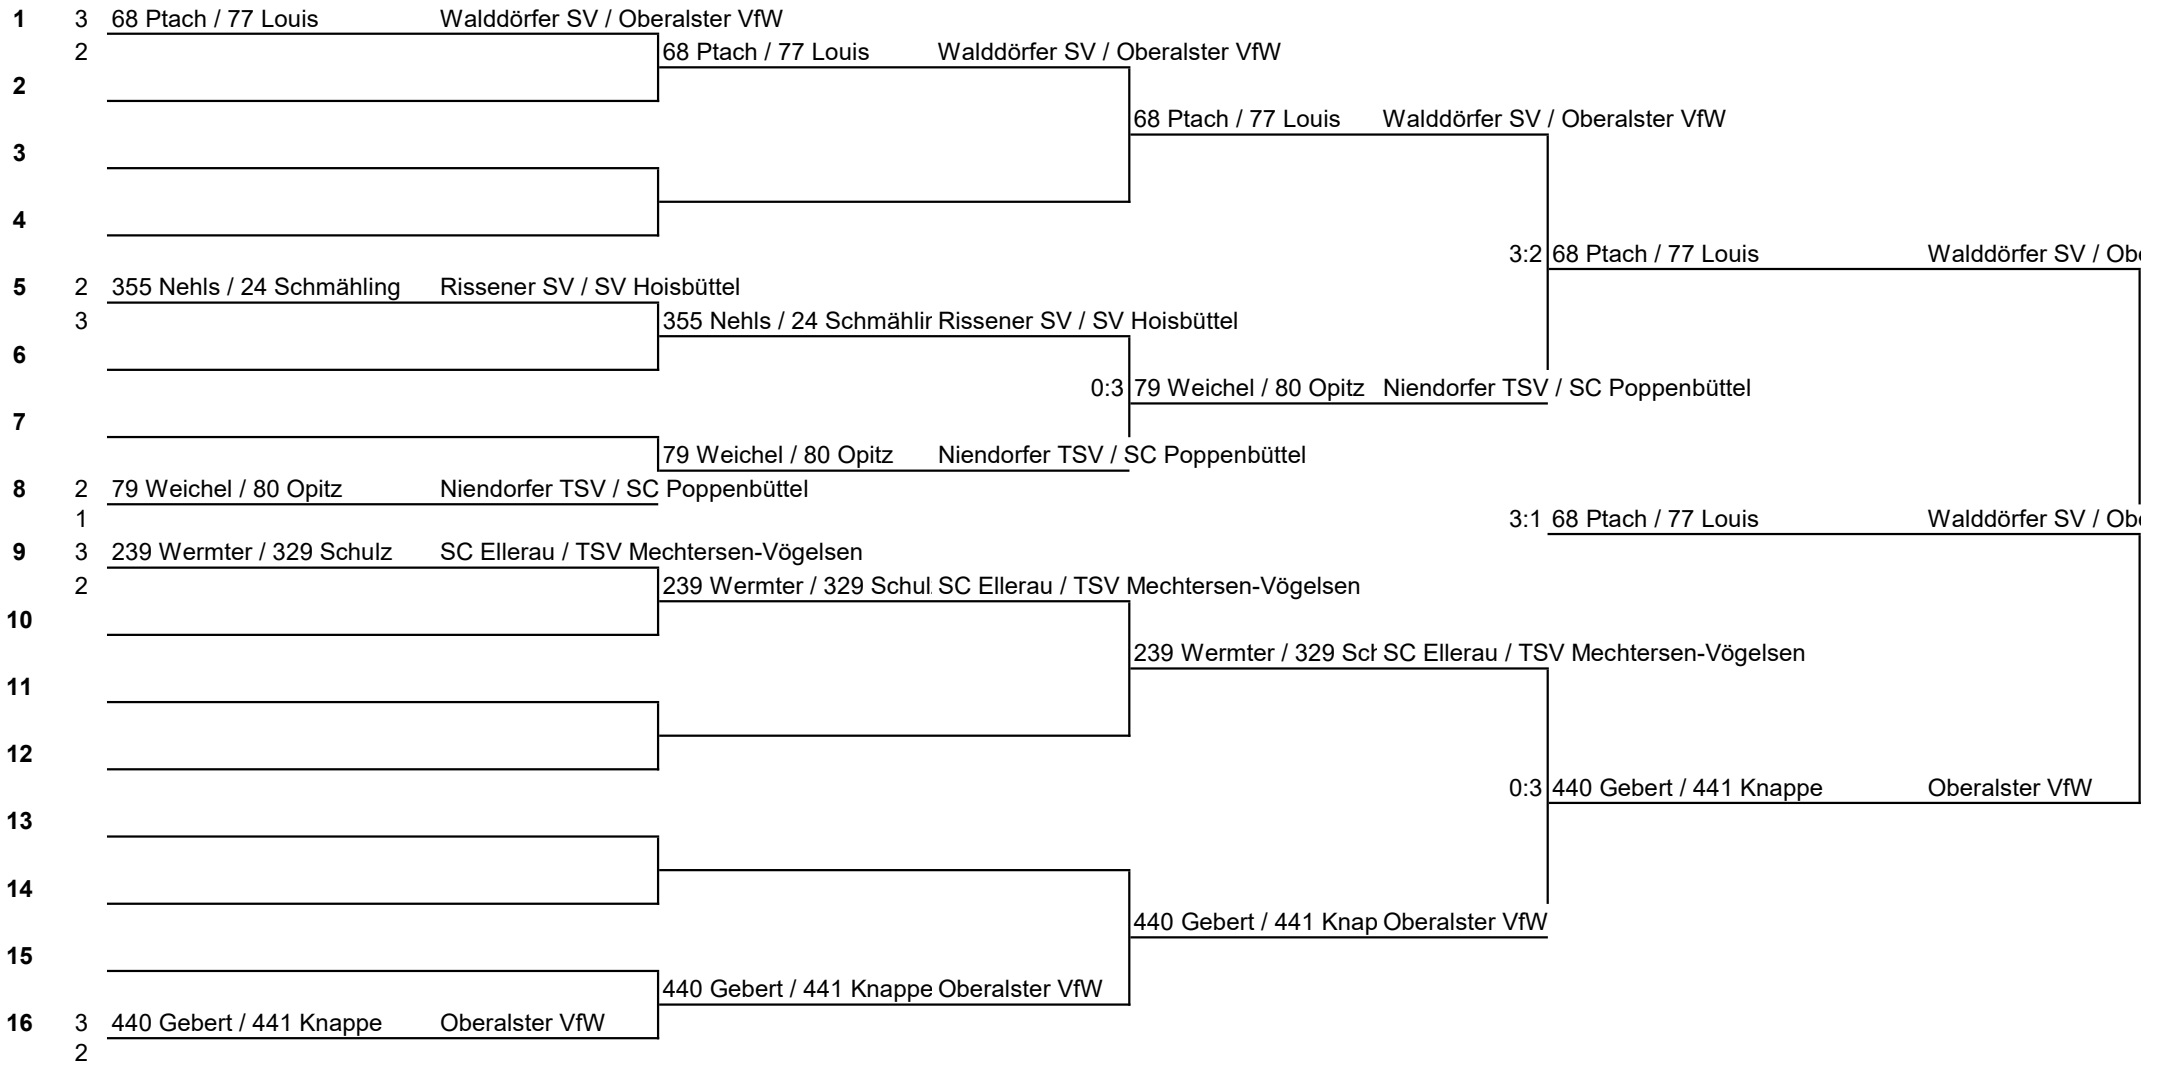 1 3 68 Ptach / 77 Louis Walddörfer SV / Oberalster VfW
2 68 Ptach / 77 Louis Walddörfer SV / Oberalster VfW
2
68 Ptach / 77 Louis Walddörfer SV / Oberalster VfW
3
4
3:2 68 Ptach / 77 Louis Walddörfer SV /
5 2 355 Nehls / 24 Schmähling Rissener SV / SV Hoisbüttel
3 355 Nehls / 24 Rissener SV / SV Hoisbüttel
6
0:3 79 Weichel / 80 Opitz Niendorfer TSV / SC Poppenbüttel
7
79 Weichel / 80 Opitz Niendorfer TSV / SC Poppenbüttel
8 2 79 Weichel / 80 Opitz Niendorfer TSV / SC Poppenbüttel
1 3:1 68 Ptach / 77 Louis Walddörfer SV /
9 3 239 Wermter / 329 Schulz SC Ellerau / TSV Mechtersen-Vögelsen
2 239 Wermter / 329 Schul SC Ellerau / TSV Mechtersen-Vögelsen
10
239 Wermter / 329 SC Ellerau / TSV Mechtersen-Vögelsen
11
12
0:3 440 Gebert / 441 Knappe Oberalster VfW
13
14
440 Gebert / 441 Knap Oberalster VfW
15
440 Gebert / 441 Knappe Oberalster VfW
16 3 440 Gebert / 441 Knappe Oberalster VfW
2